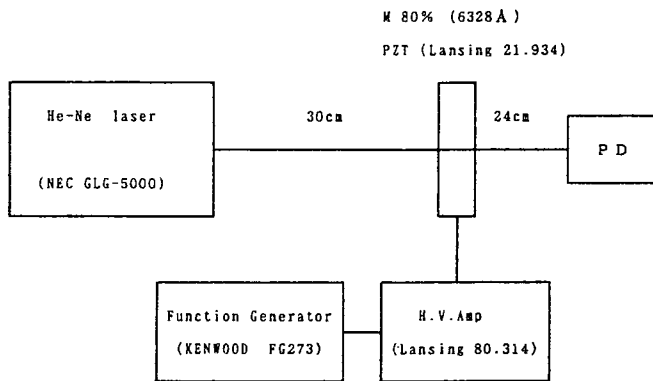 M 80% (6328Å)
PZT (Lansing 21.934)
He-Ne laser
(NEC GLG-5000)
30cm
24cm
PD
Function Generator
(KENWOOD FG273)
H.V.Amp
(Lansing 80.314)